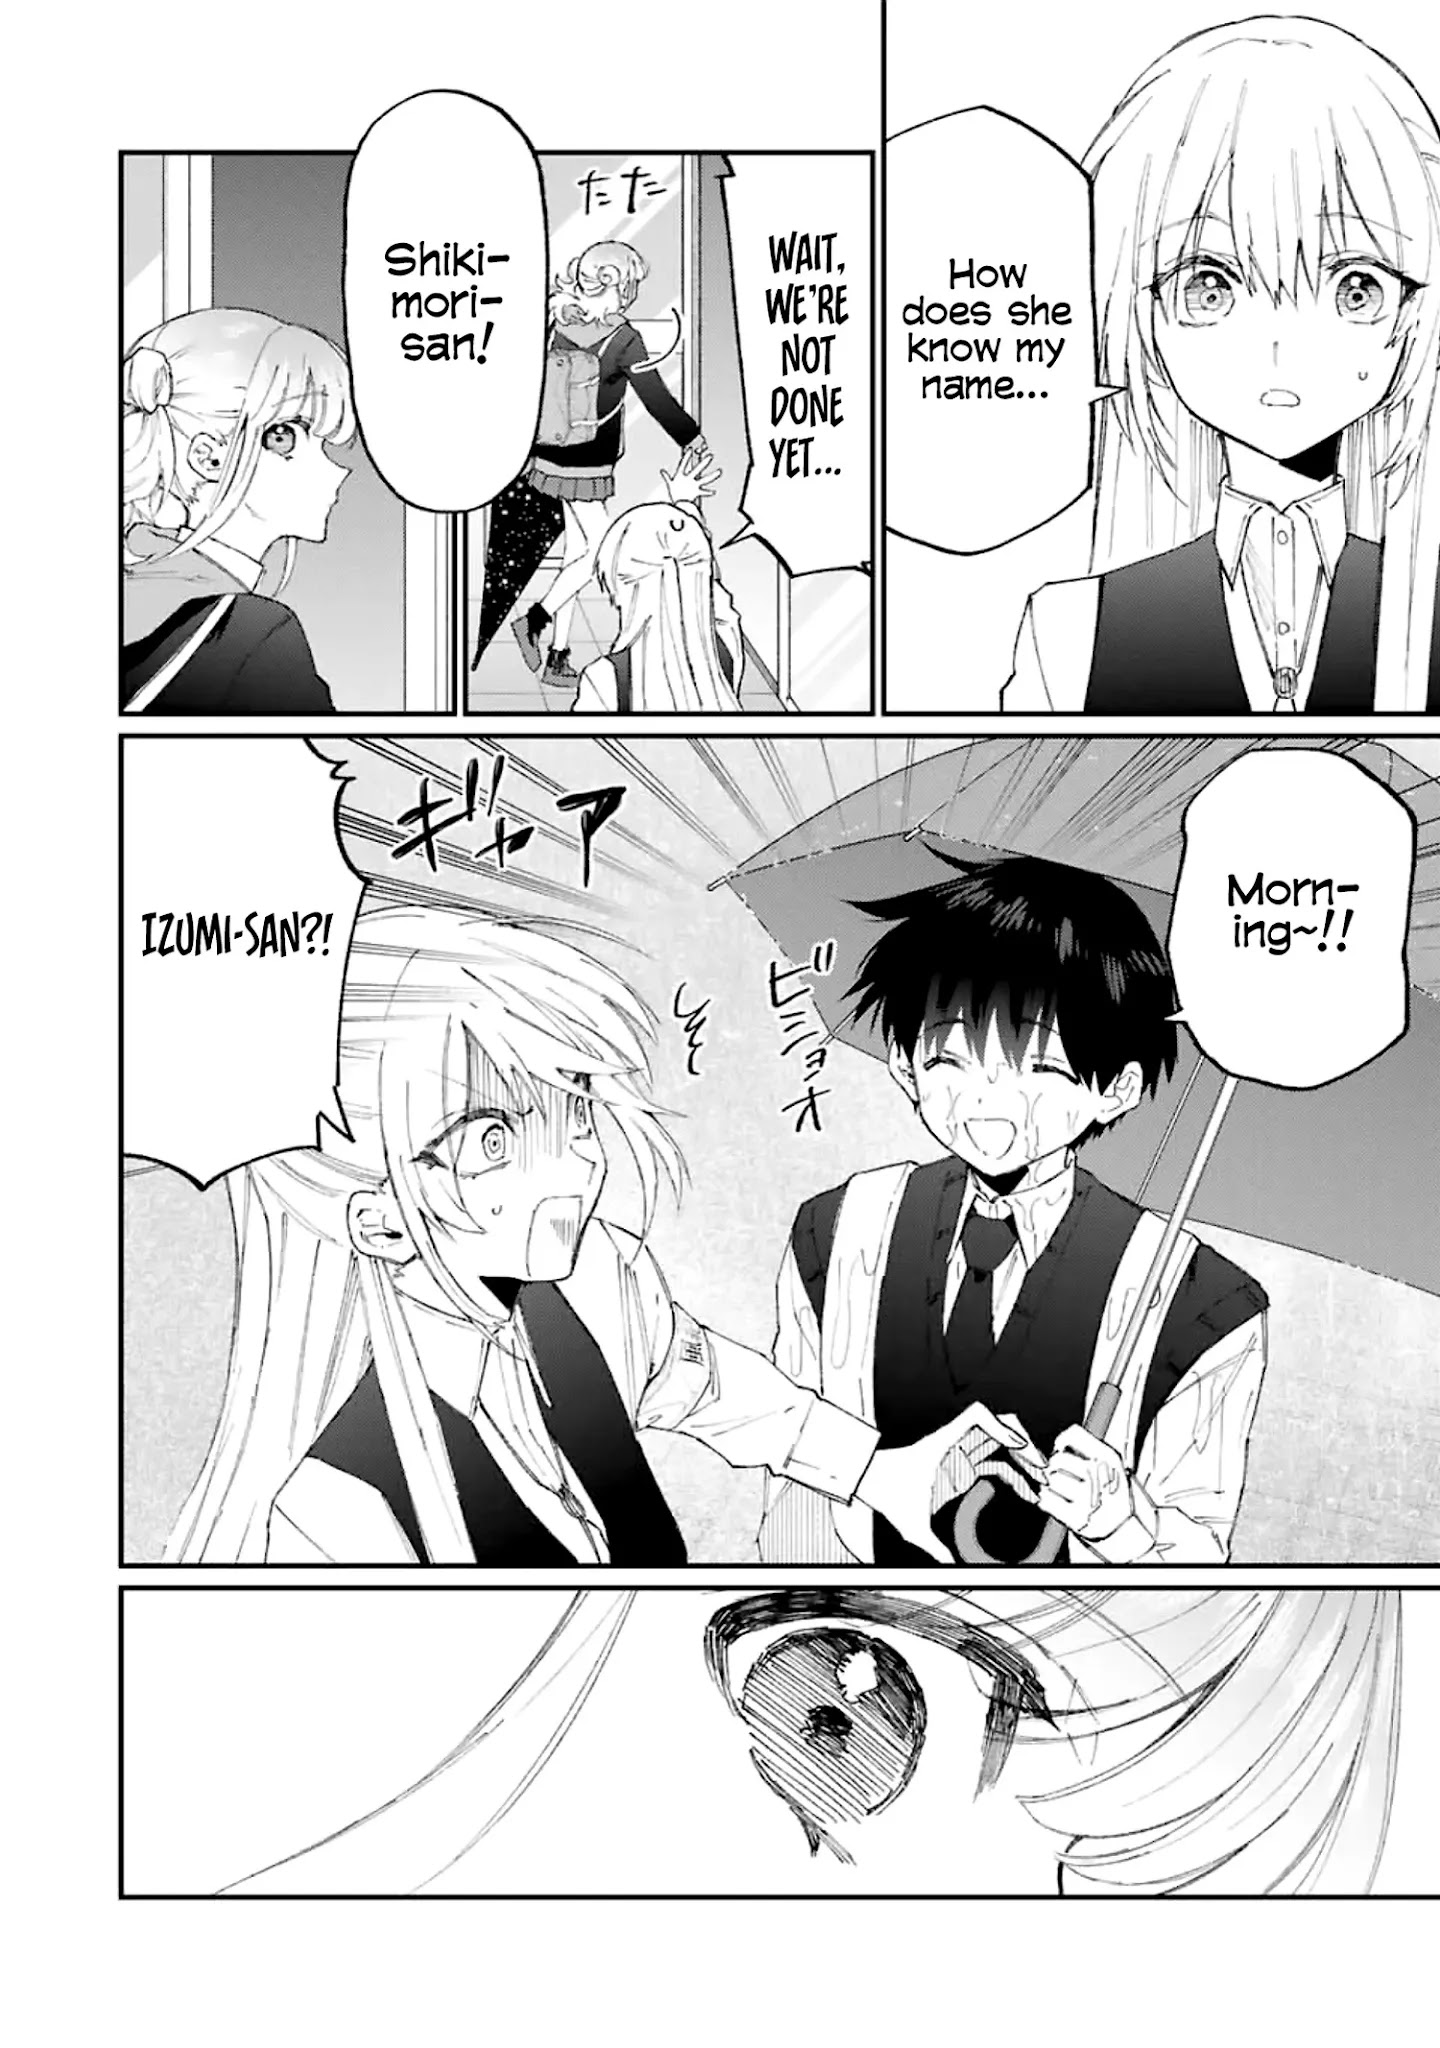 How
does she
know my
name...
WAIT,
WE'RE
NOT
DONE
YET...
たたた
Shiki-
mori-
san!
Morn-
ing~!!
ビショオ
ギャア
IZUMI-SAN?!